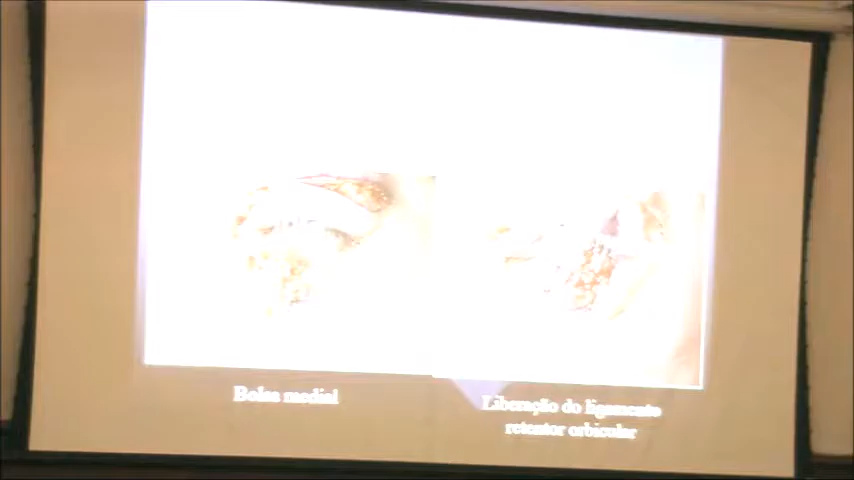 Bolsa medial
Liberação do ligamento
retentor orbicular